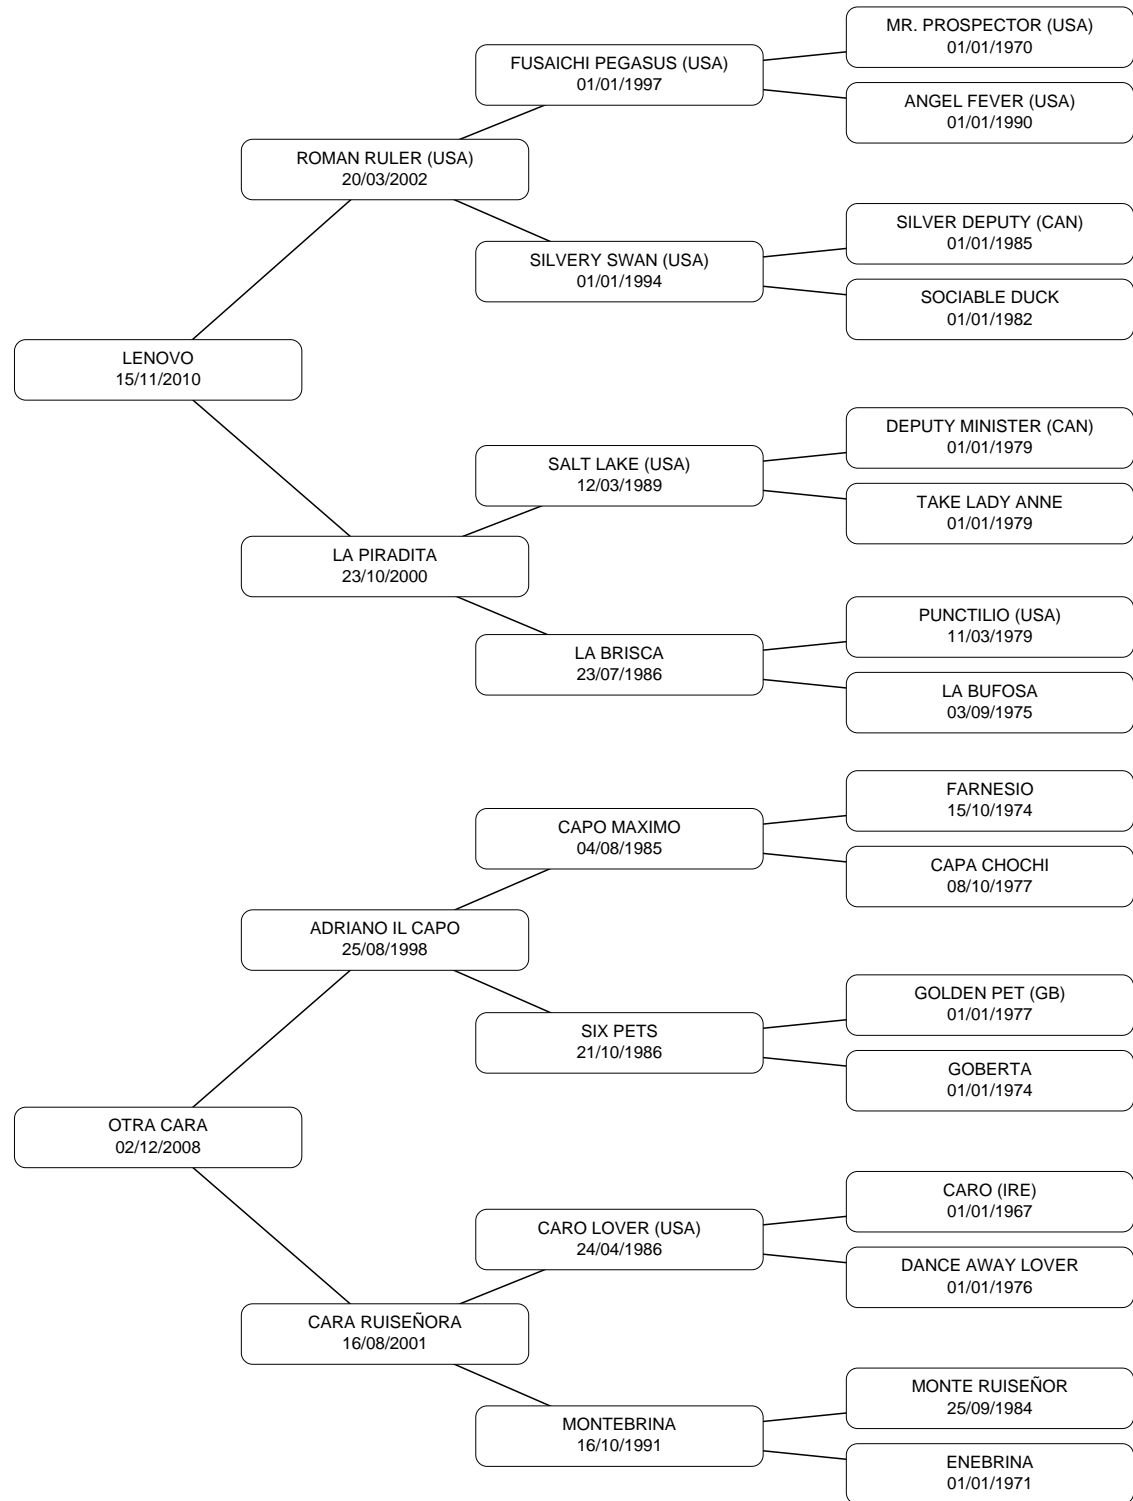 MR. PROSPECTOR (USA)
01/01/1970
FUSAICHI PEGASUS (USA)
01/01/1997
ANGEL FEVER (USA)
01/01/1990
ROMAN RULER (USA)
20/03/2002
SILVER DEPUTY (CAN)
01/01/1985
SILVERY SWAN (USA)
01/01/1994
SOCIABLE DUCK
01/01/1982
LENOVO
15/11/2010
DEPUTY MINISTER (CAN)
01/01/1979
SALT LAKE (USA)
12/03/1989
TAKE LADY ANNE
01/01/1979
LA PIRADITA
23/10/2000
PUNCTILIO (USA)
11/03/1979
LA BRISCA
23/07/1986
LA BUFOSA
03/09/1975
FARNESIO
15/10/1974
CAPO MAXIMO
04/08/1985
CAPA CHOCHI
08/10/1977
ADRIANO IL CAPO
25/08/1998
GOLDEN PET (GB)
01/01/1977
SIX PETS
21/10/1986
GOBERTA
01/01/1974
OTRA CARA
02/12/2008
CARO (IRE)
01/01/1967
CARO LOVER (USA)
24/04/1986
DANCE AWAY LOVER
01/01/1976
CARA RUISEÑORA
16/08/2001
MONTE RUISEÑOR
25/09/1984
MONTEBRINA
16/10/1991
ENEBRINA
01/01/1971